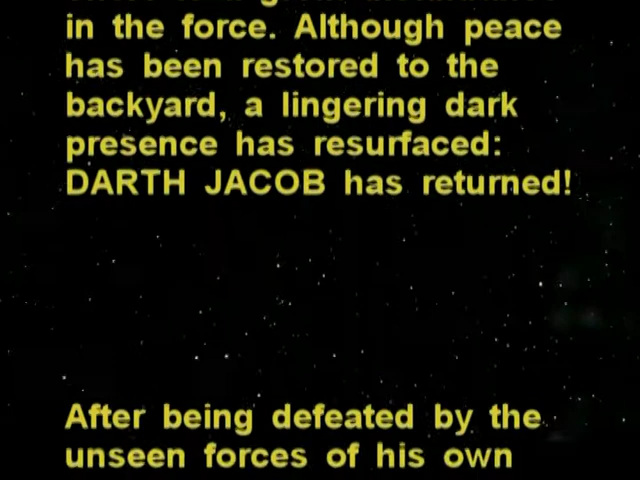 in the force. Although peace
has been restored to the
backyard, a lingering dark
presence has resurfaced:
DARTH JACOB has returned!
After being defeated by the
unseen forces of his own